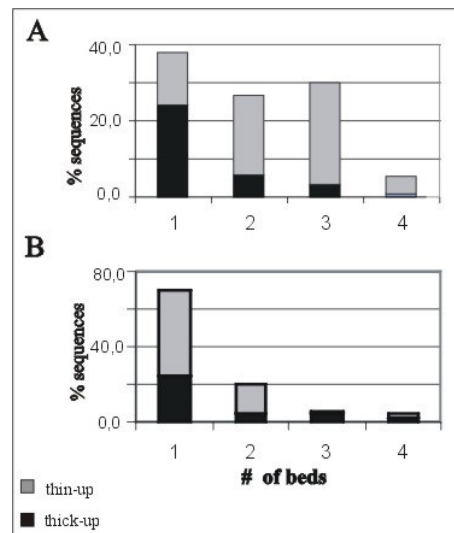 A
% sequences
40,0
20,0
0,0
1 2 3 4
B
% sequences
80,0
40,0
0,0
1 2 3 4
# of beds
thin-up
thick-up